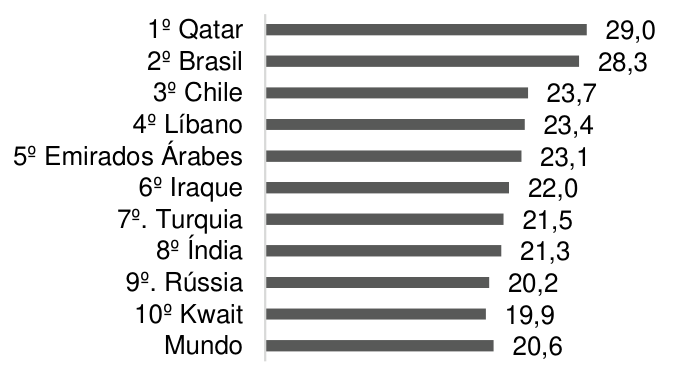 1º Qatar 29,0
2º Brasil 28,3
3º Chile 23,7
4º Líbano 23,4
5º Emirados Árabes 23,1
6º Iraque 22,0
7º. Turquia 21,5
8º Índia 21,3
9º. Rússia 20,2
10º Kwait 19,9
Mundo 20,6